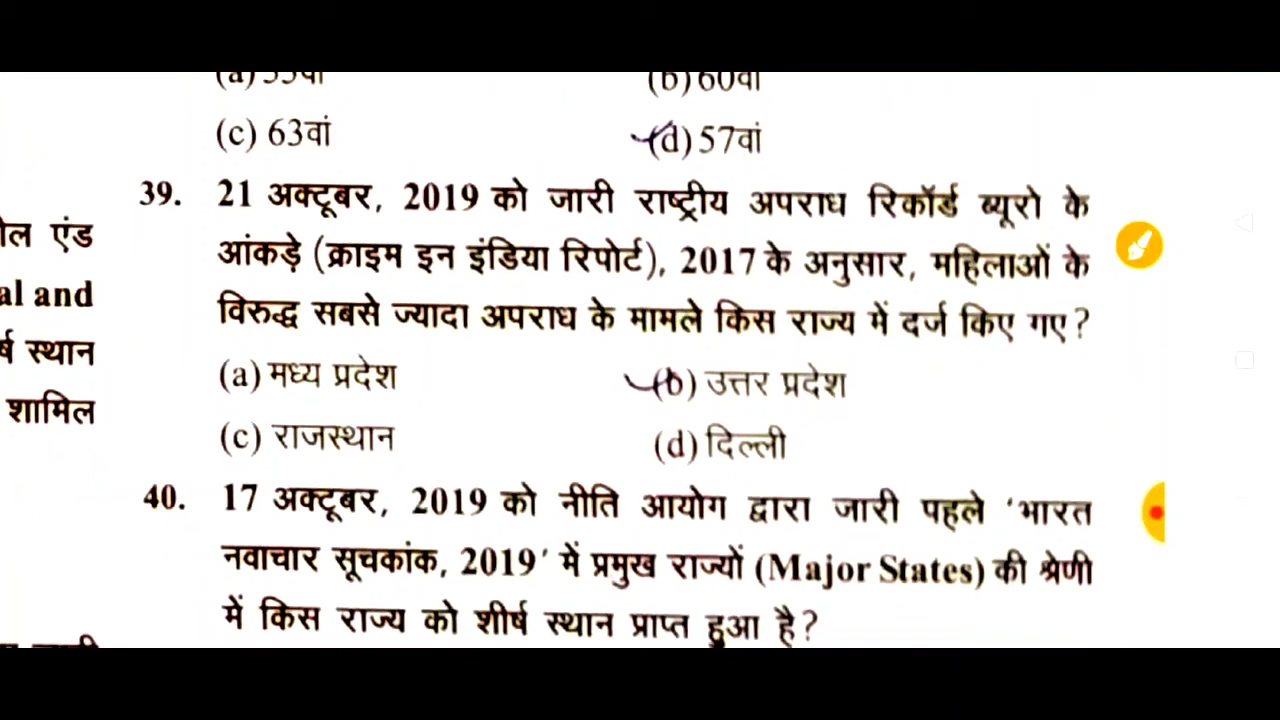 (a) 55वां (b) 60वां
(c) 63वां (d) 57वां
39. 21 अक्टूबर, 2019 को जारी राष्ट्रीय अपराध रिकॉर्ड ब्यूरो के
आंकड़े (क्राइम इन इंडिया रिपोर्ट), 2017 के अनुसार, महिलाओं के
विरुद्ध सबसे ज्यादा अपराध के मामले किस राज्य में दर्ज किए गए?
(a) मध्य प्रदेश (b) उत्तर प्रदेश
(c) राजस्थान (d) दिल्ली
40. 17 अक्टूबर, 2019 को नीति आयोग द्वारा जारी पहले ‘भारत
नवाचार सूचकांक, 2019’ में प्रमुख राज्यों (Major States) की श्रेणी
में किस राज्य को शीर्ष स्थान प्राप्त हुआ है?
एंड
al and
स्थान
शामिल